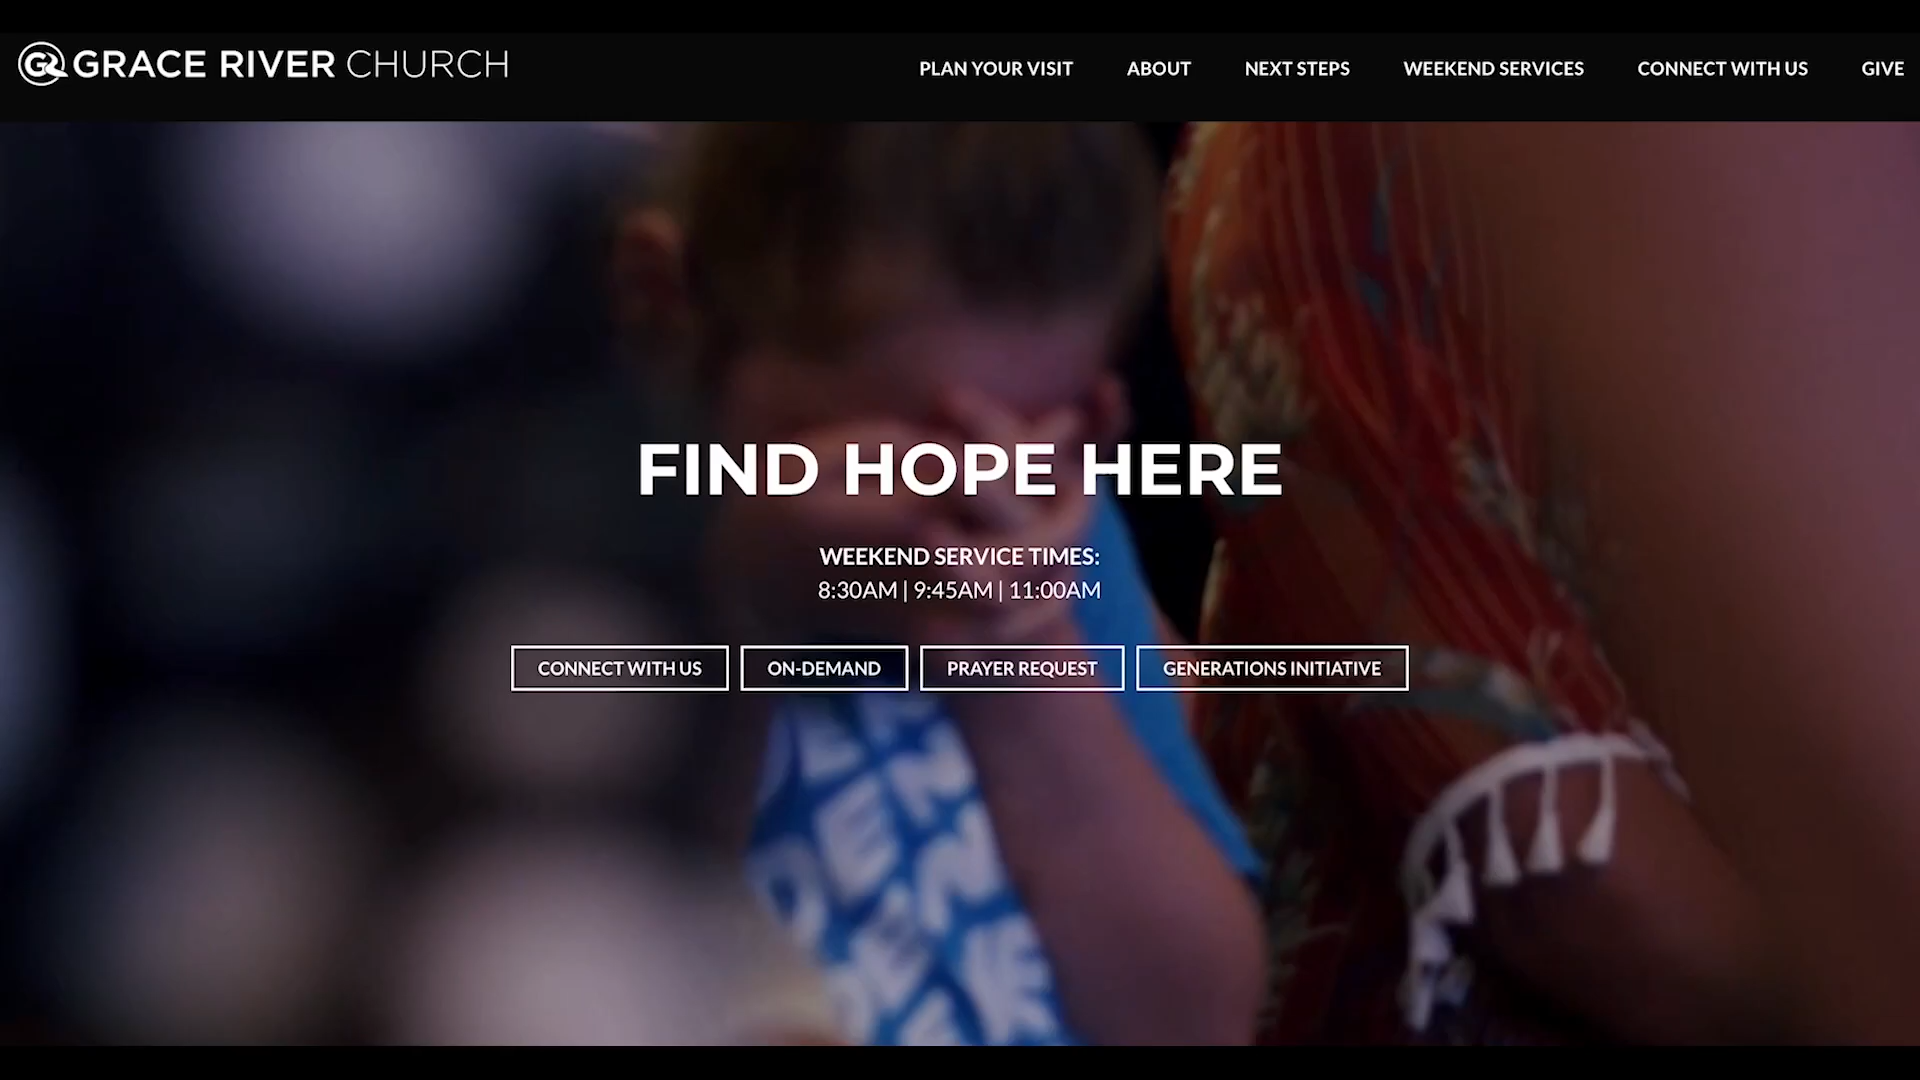 GRACE RIVER CHURCH
PLAN YOUR VISIT ABOUT NEXT STEPS WEEKEND SERVICES CONNECT WITH US GIVE
FIND HOPE HERE
WEEKEND SERVICE TIMES:
8:30AM | 9:45AM | 11:00AM
CONNECT WITH US ON-DEMAND PRAYER REQUEST GENERATIONS INITIATIVE